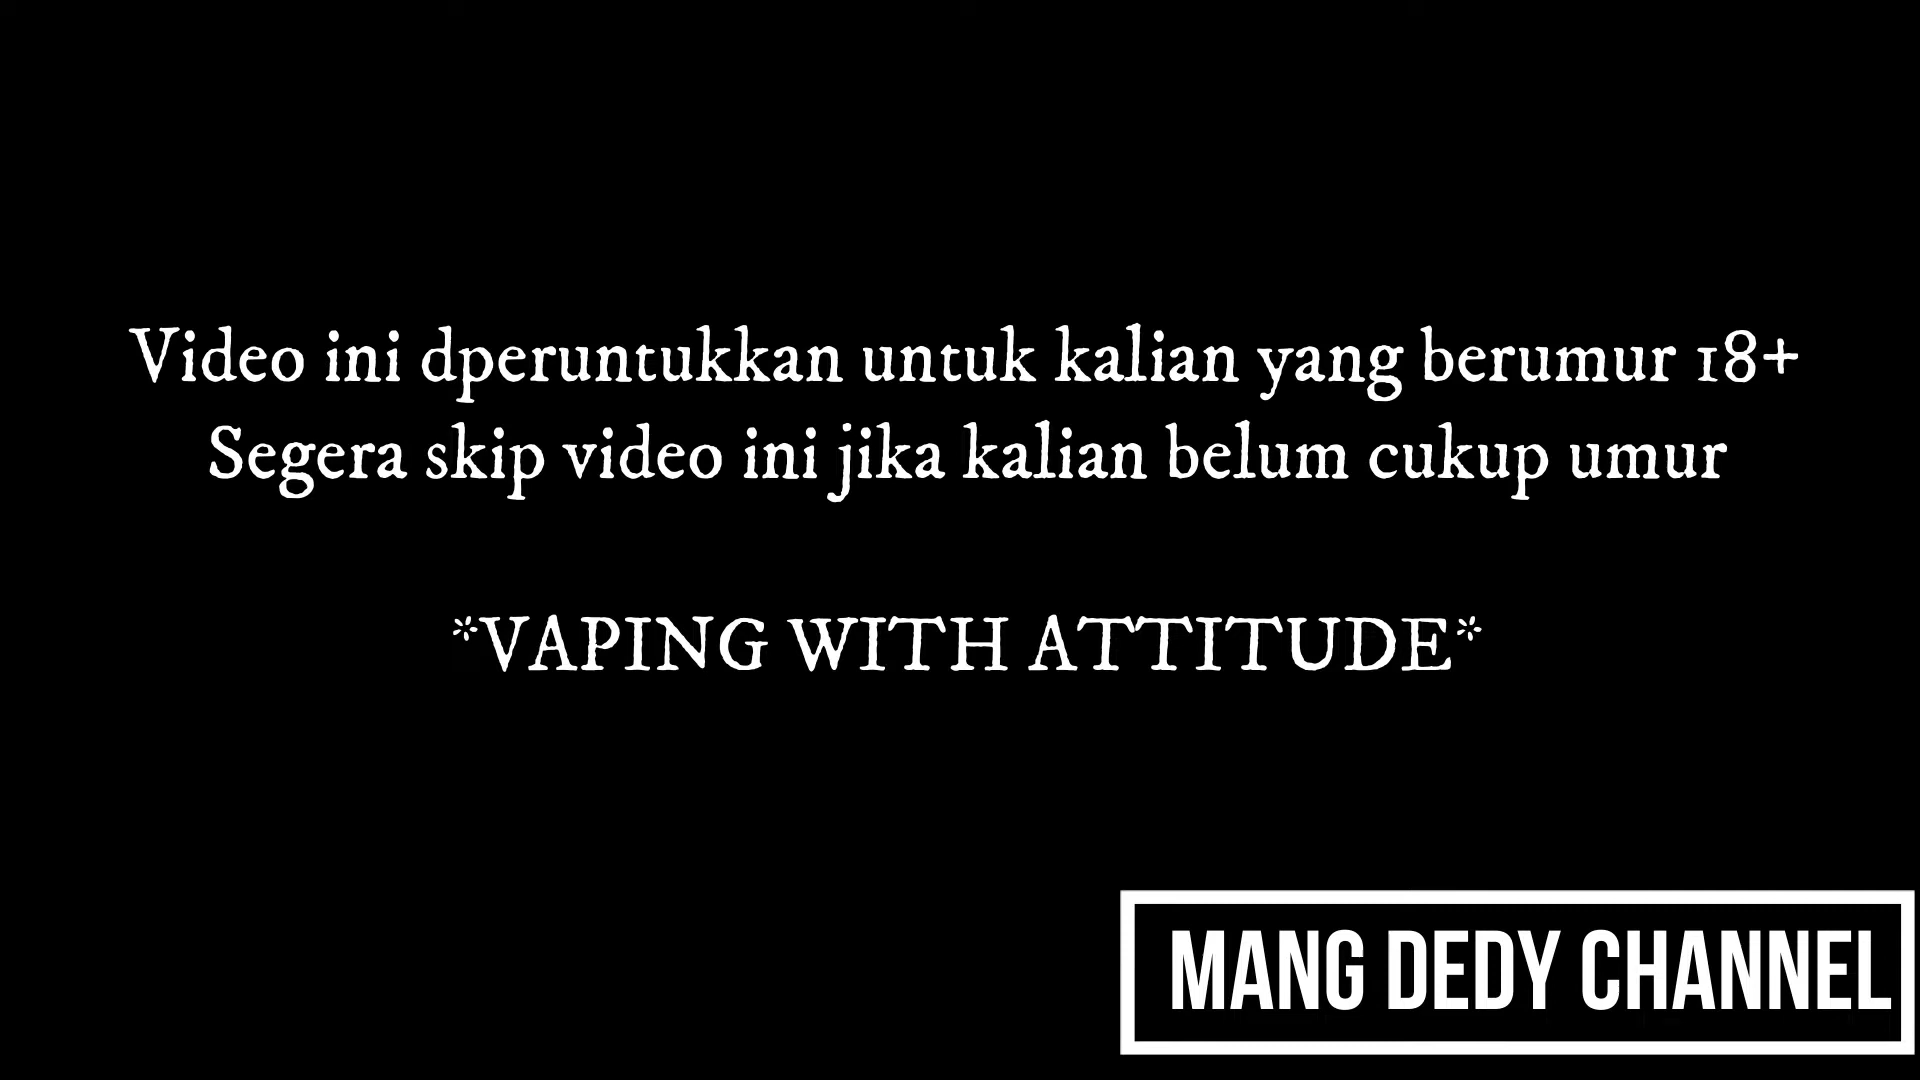 Video ini dperuntukkan untuk kalian yang berumur 18+
Segera skip video ini jika kalian belum cukup umur
*VAPING WITH ATTITUDE*
MANG DEDY CHANNEL